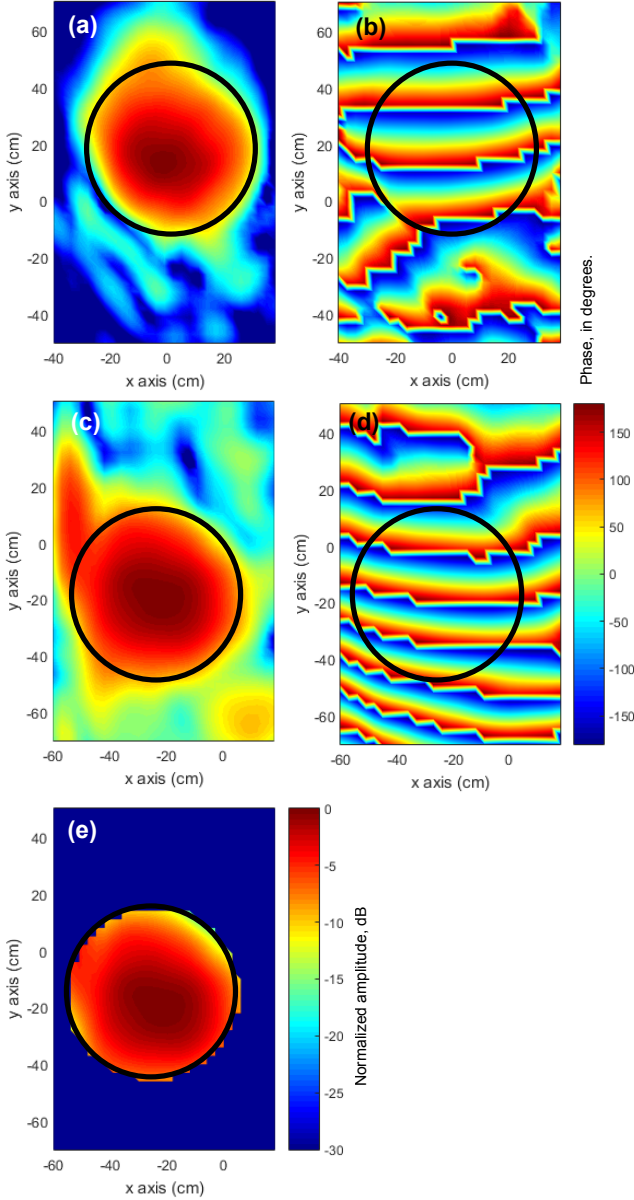 (a)
60
40
20
0
-20
-40
y axis (cm)
-40 -20 0 20
x axis (cm)
(b)
60
40
20
0
-20
-40
y axis (cm)
-40 -20 0 20
x axis (cm)
Phase, in degrees.
(c)
40
20
0
-20
-40
-60
y axis (cm)
-60 -40 -20 0
x axis (cm)
(d)
40
20
0
-20
-40
-60
y axis (cm)
-60 -40 -20 0
x axis (cm)
150
100
50
0
-50
-100
-150
(e)
40
20
0
-20
-40
-60
y axis (cm)
-60 -40 -20 0
x axis (cm)
0
-5
-10
-15
-20
-25
-30
Normalized amplitude, dB